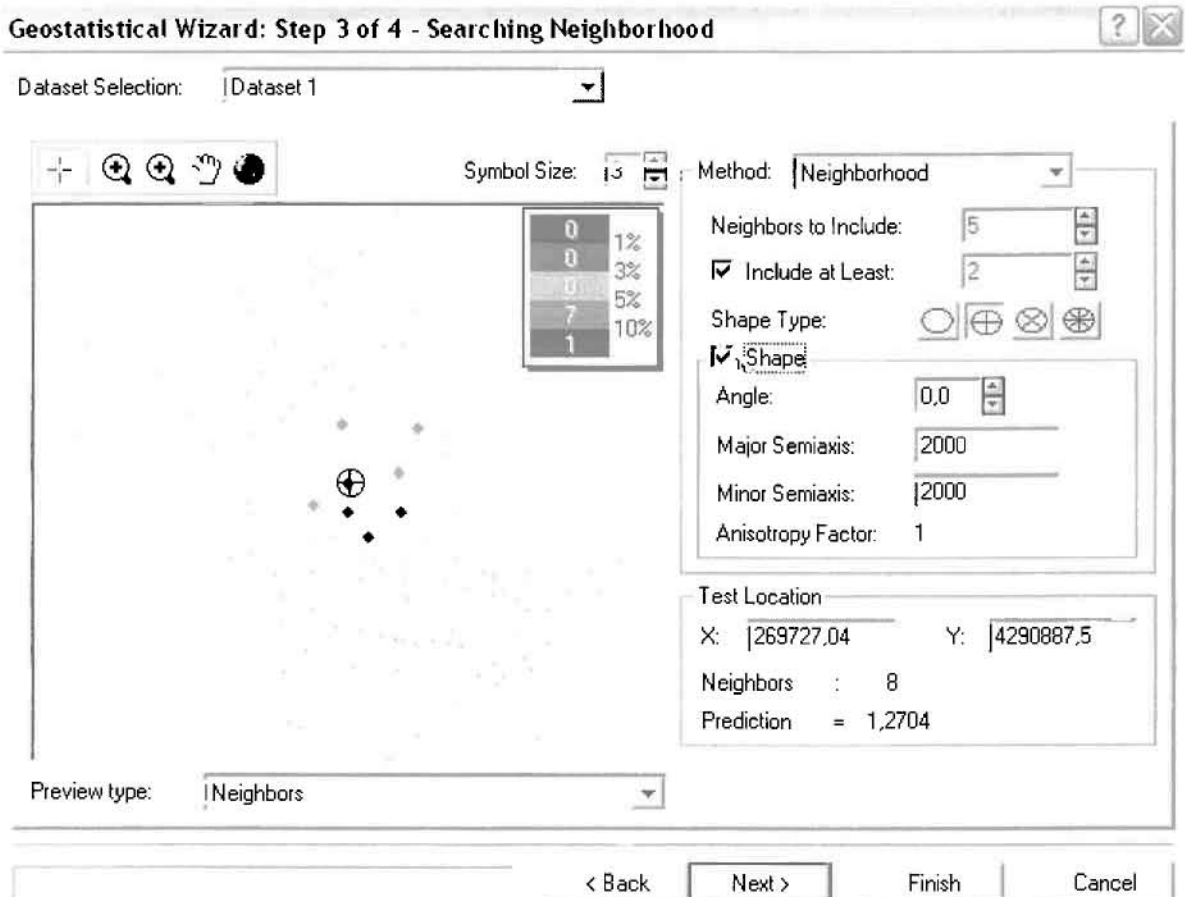 Geostatistical Wizard: Step 3 of 4 - Searching Neighborhood
Dataset Selection: Dataset 1
Symbol Size: 3
0
0
0
7
1
1%
3%
5%
10%
Method: Neighborhood
Neighbors to Include: 5
Include at Least: 2
Shape Type:
Shape
Angle: 0,0
Major Semiaxis: 2000
Minor Semiaxis: 2000
Anisotropy Factor: 1
Test Location
X: 269727,04 Y: 4290887,5
Neighbors : 8
Prediction = 1,2704
Preview type: Neighbors
< Back Next > Finish Cancel